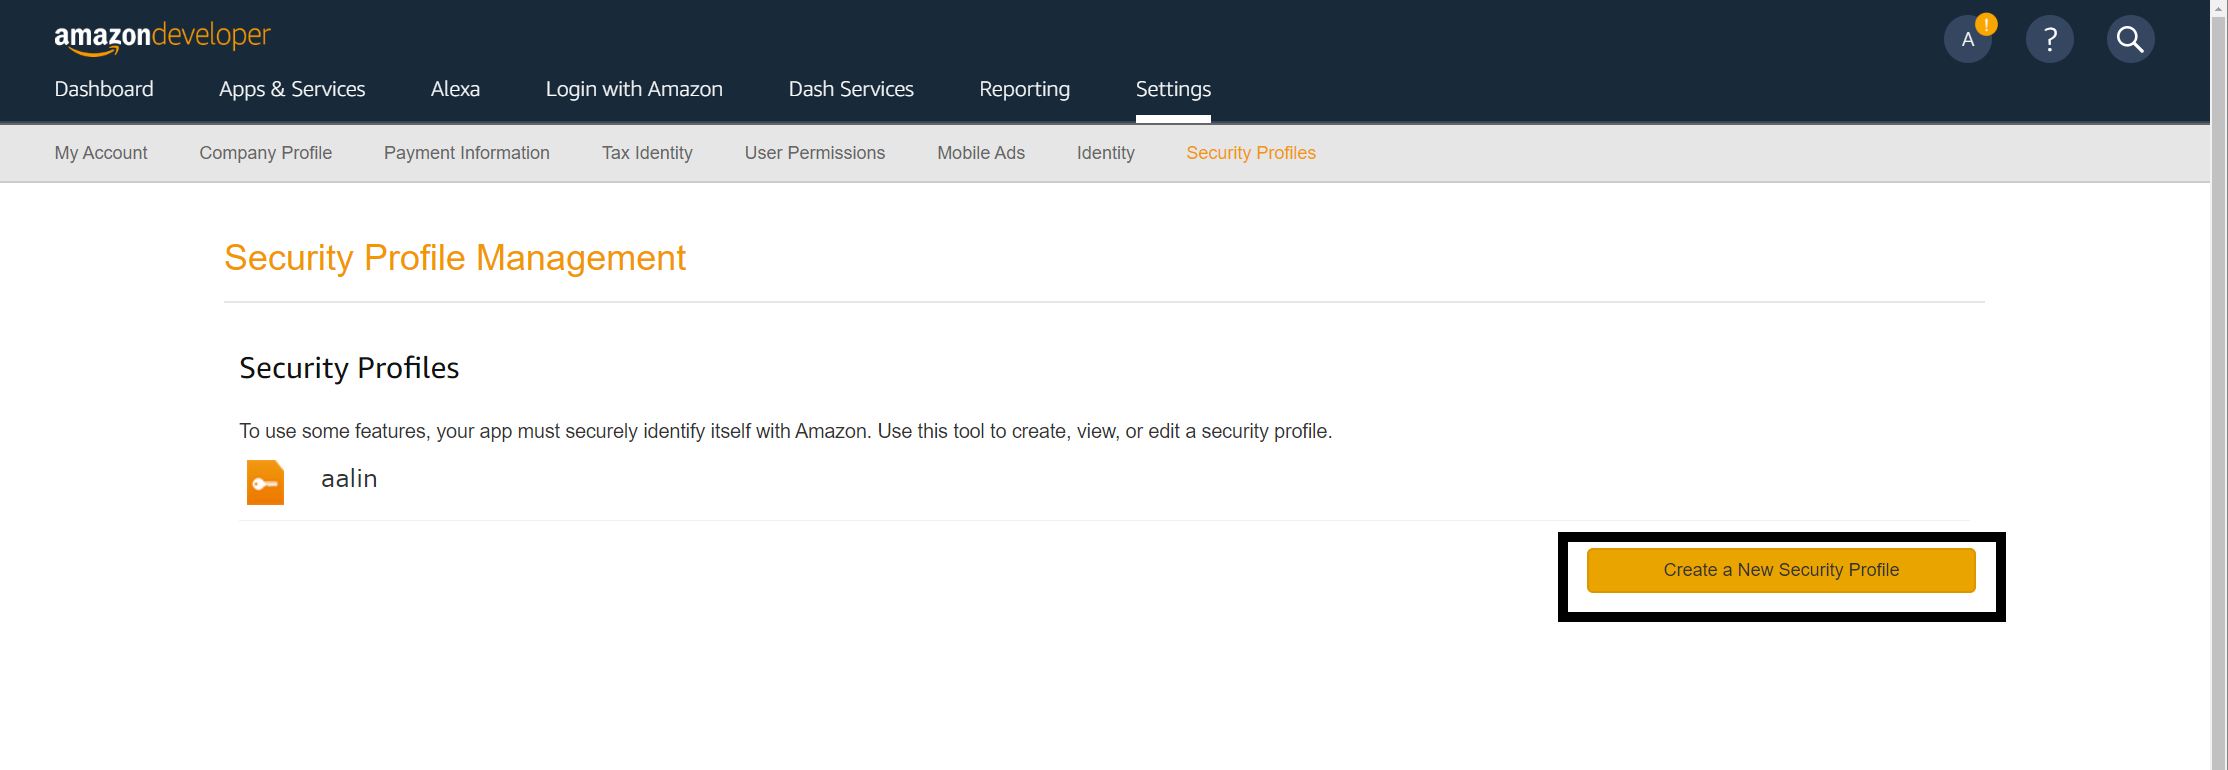 amazondeveloper
A
!
?
Dashboard Apps & Services Alexa Login with Amazon Dash Services Reporting Settings
My Account Company Profile Payment Information Tax Identity User Permissions Mobile Ads Identity Security Profiles
Security Profile Management
Security Profiles
To use some features, your app must securely identify itself with Amazon. Use this tool to create, view, or edit a security profile.
aalin
Create a New Security Profile